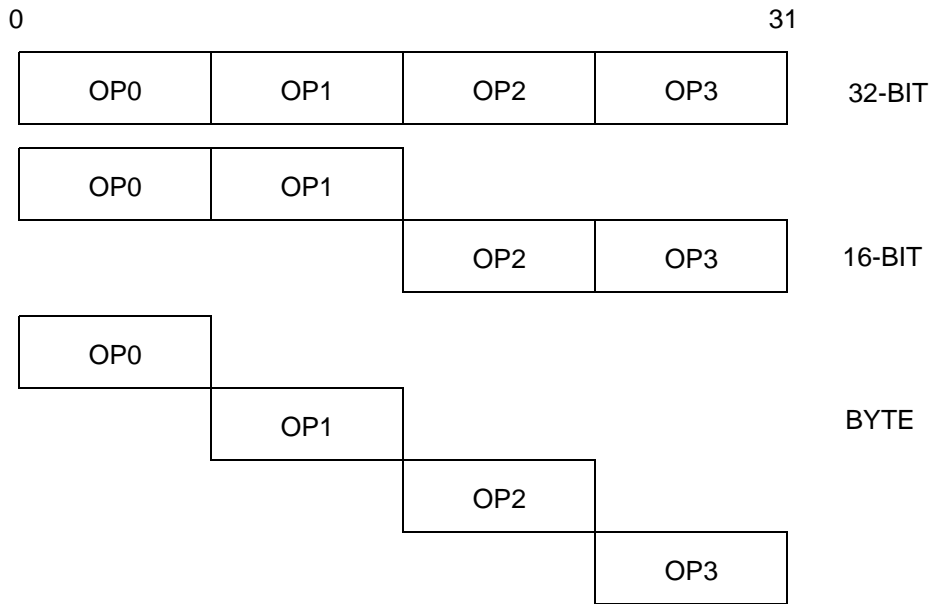 0 31
OP0 OP1 OP2 OP3 32-BIT
OP0 OP1
OP2 OP3 16-BIT
OP0
OP1 BYTE
OP2
OP3